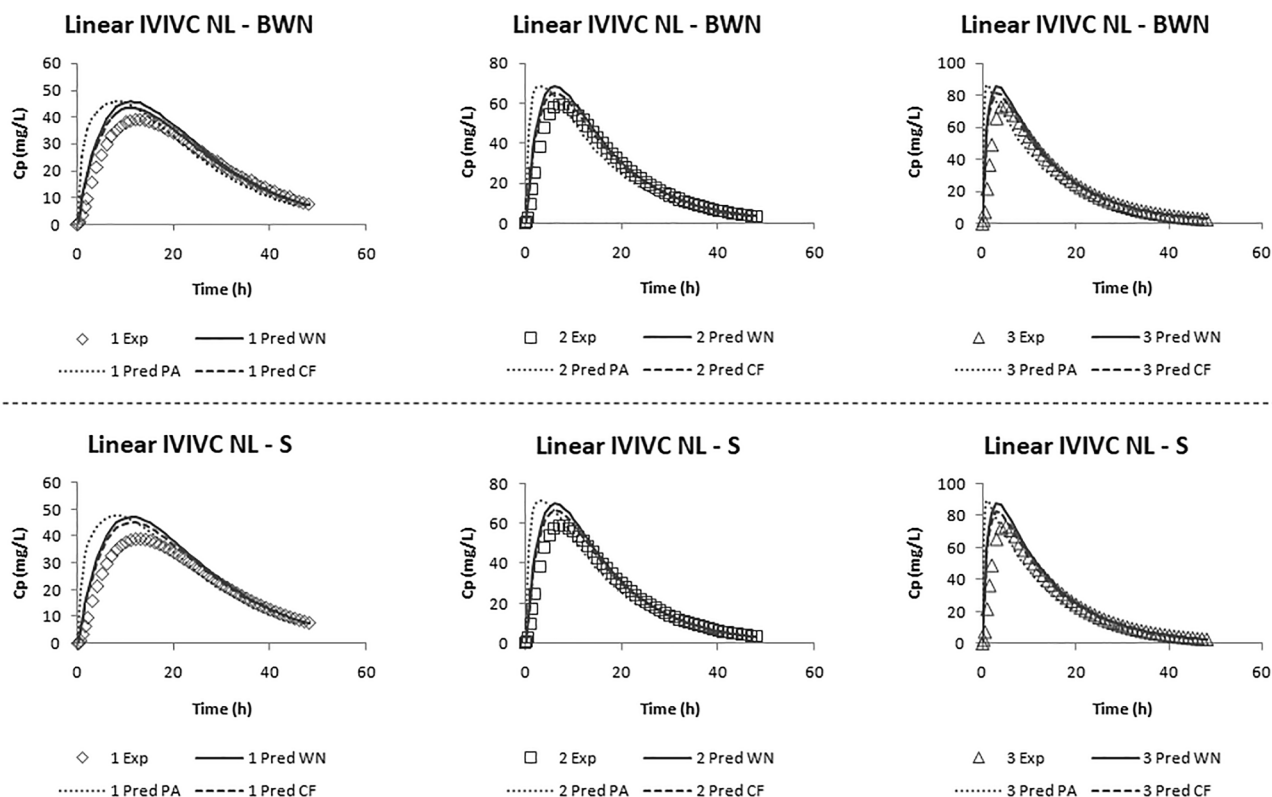 Linear IVIVC NL - BWN
60
50
40
30
20
10
0
Cp (mg/L)
0 20 40 60
Time (h)
1 Exp 1 Pred WN
1 Pred PA 1 Pred CF
Linear IVIVC NL - BWN
80
60
40
20
0
Cp (mg/L)
0 20 40 60
Time (h)
2 Exp 2 Pred WN
2 Pred PA 2 Pred CF
Linear IVIVC NL - BWN
100
80
60
40
20
0
Cp (mg/L)
0 20 40 60
Time (h)
3 Exp 3 Pred WN
3 Pred PA 3 Pred CF
Linear IVIVC NL - S
60
50
40
30
20
10
0
Cp (mg/L)
0 20 40 60
Time (h)
1 Exp 1 Pred WN
1 Pred PA 1 Pred CF
Linear IVIVC NL - S
80
60
40
20
0
Cp (mg/L)
0 20 40 60
Time (h)
2 Exp 2 Pred WN
2 Pred PA 2 Pred CF
Linear IVIVC NL - S
100
80
60
40
20
0
Cp (mg/L)
0 20 40 60
Time (h)
3 Exp 3 Pred WN
3 Pred PA 3 Pred CF